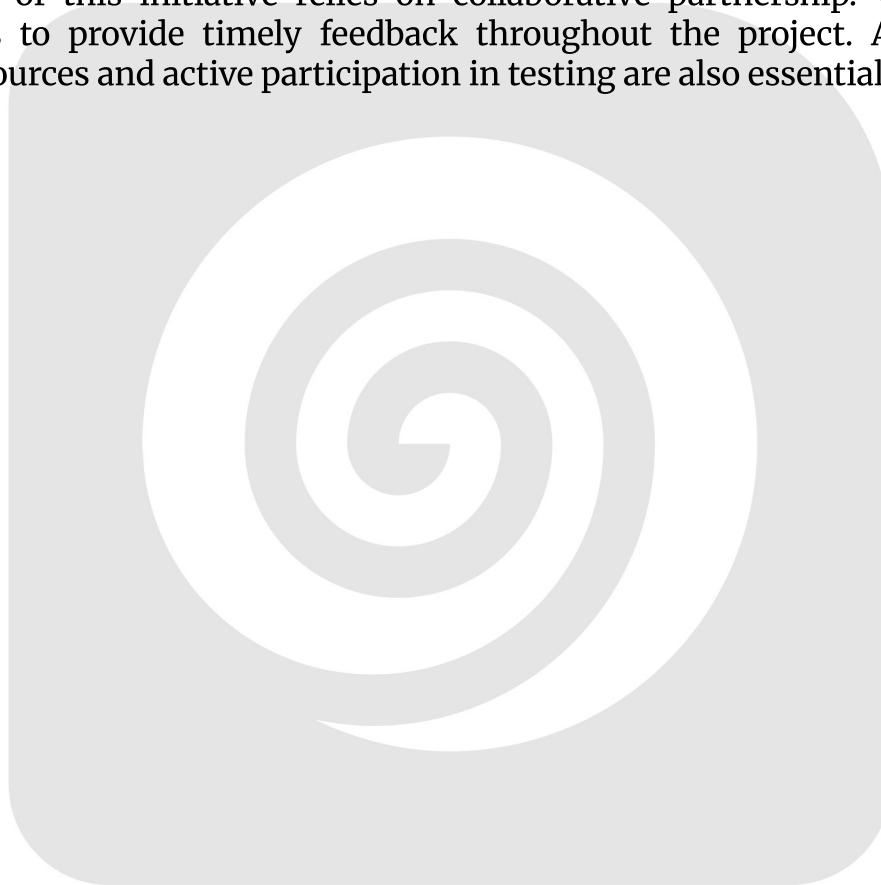 of this initiative relies on collaborative partnership.
to provide timely feedback throughout the project.
and active participation in testing are also essential